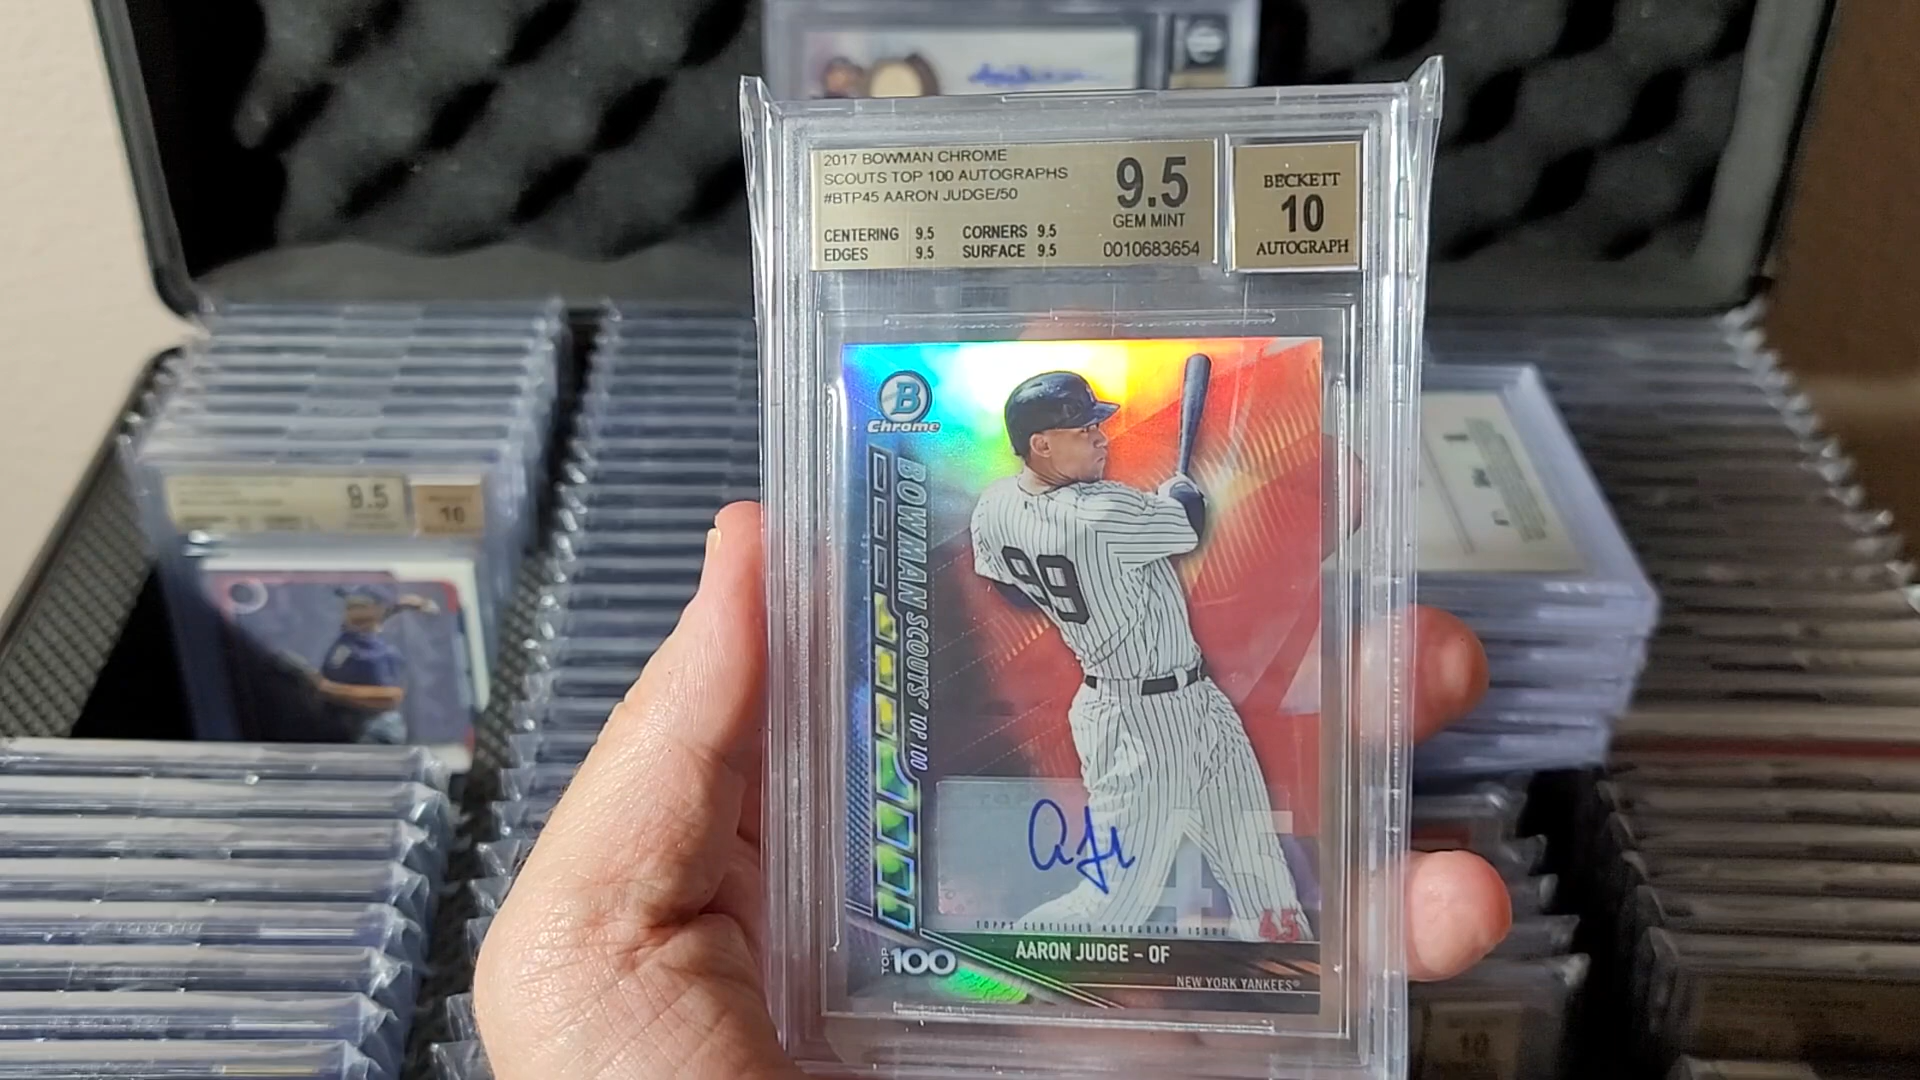 2017 BOWMAN CHROME
SCOUTS TOP 100 AUTOGRAPHS
#BTP45 AARON JUDGE/50
CENTERING 9.5 CORNERS 9.5
EDGES 9.5 SURFACE 9.5
9.5
GEM MINT
0010683654
BECKETT
10
AUTOGRAPH
B
Chrome
BOWMAN SCOUTS' TOP 100
99
TOPPS CERTIFIED AUTOGRAPH ISSUE
45
TOP 100
AARON JUDGE - OF
NEW YORK YANKEES®
9.5
10
10